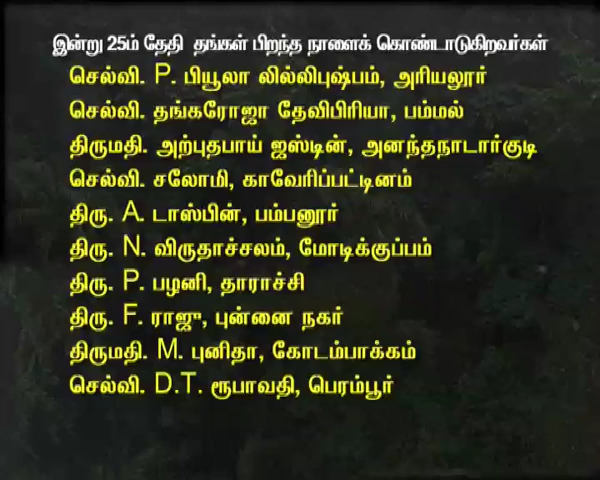 இன்று 25ம் தேதி தங்கள் பிறந்த நாளைக் கொண்டாடுகிறவர்கள்
செல்வி. P. பியூலா லில்லிபுஷ்பம், அரியலூர்
செல்வி. தங்கரோஜா தேவிபிரியா, பம்மல்
திருமதி. அற்புதபாய் ஐஸ்டின், அனந்தநாடார்குடி
செல்வி. சலோமி, காவேரிப்பட்டினம்
திரு. A. டாஸ்பின், பம்பனூர்
திரு. N. விருதாச்சலம், மோடிக்குப்பம்
திரு. P. பழனி, தாராச்சி
திரு. F. ராஜு, புன்னை நகர்
திருமதி. M. புனிதா, கோடம்பாக்கம்
செல்வி. D.T. ரூபாவதி, பெரம்பூர்